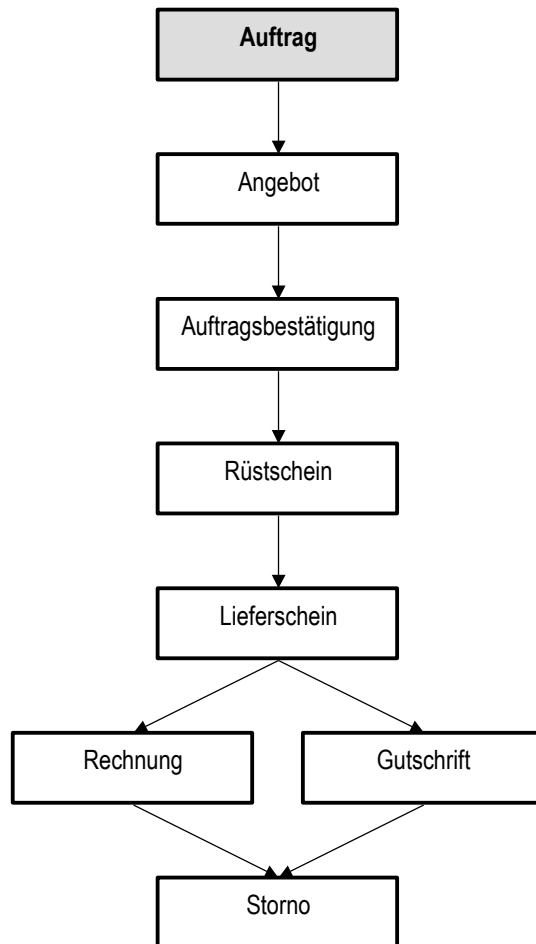 Auftrag
Angebot
Auftragsbestätigung
Rüstschein
Lieferschein
Rechnung
Gutschrift
Storno